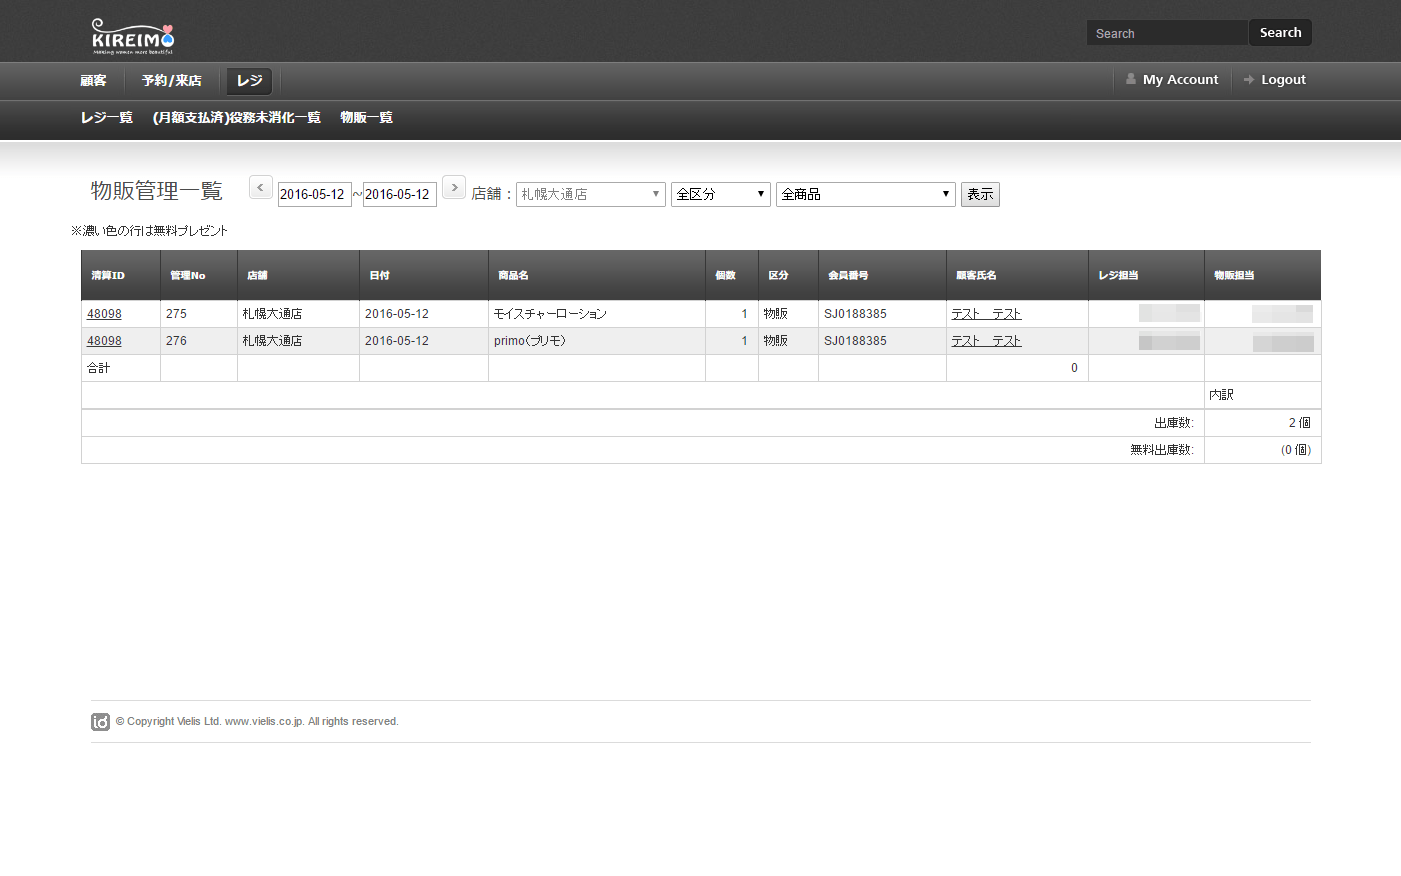 KIREIMO
Making women more beautiful
Search Search
顧客 予約/来店 レジ My Account Logout
レジ一覧 (月額支払済)役務未消化一覧 物販一覧
物販管理一覧 < 2016-05-12 ~ 2016-05-12 > 店舗： 札幌大通店 全区分 全商品 表示
※濃い色の行は無料プレゼント
清算ID 管理No 店舗 日付 商品名 個数 区分 会員番号 顧客氏名 レジ担当 物販担当
48098 275 札幌大通店 2016-05-12 モイスチャーローション 1 物販 SJ0188385 テスト　テスト
48098 276 札幌大通店 2016-05-12 primo(プリモ) 1 物販 SJ0188385 テスト　テスト
合計 0
内訳
出庫数: 2 個
無料出庫数: (0 個)
id © Copyright Vielis Ltd. www.vielis.co.jp. All rights reserved.